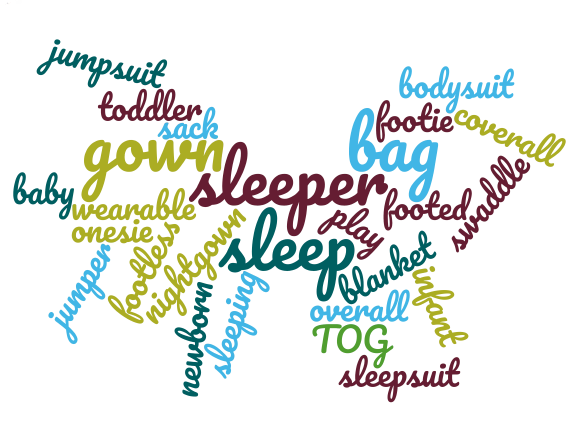 jumpsuit
bodysuit
toddler
sack
footie
coverall
gown
bag
sleeper
baby
wearable
footed
swaddle
onesie
play
footless
nightgown
sleep
blanket
jumper
newborn
sleeping
infant
overall
TOG
sleepsuit